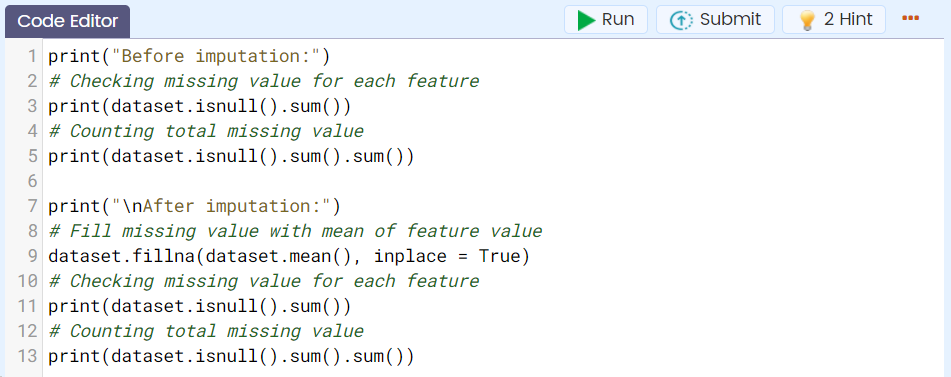 Code Editor
Run
Submit
2 Hint
1 print("Before imputation:")
2 # Checking missing value for each feature
3 print(dataset.isnull().sum())
4 # Counting total missing value
5 print(dataset.isnull().sum().sum())
6
7 print("\nAfter imputation:")
8 # Fill missing value with mean of feature value
9 dataset.fillna(dataset.mean(), inplace = True)
10 # Checking missing value for each feature
11 print(dataset.isnull().sum())
12 # Counting total missing value
13 print(dataset.isnull().sum().sum())